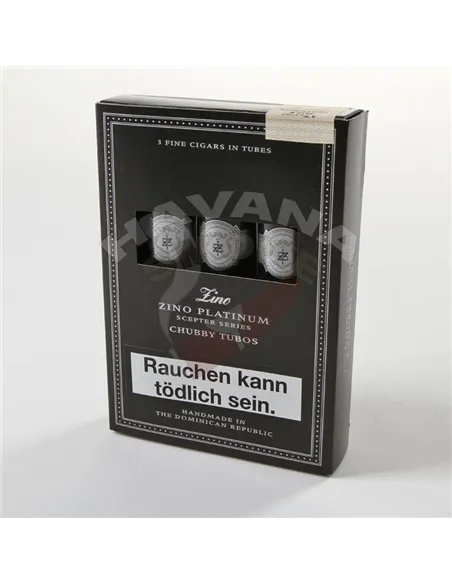 3 FINE CIGARS IN TUBES
HAVANA
Z Z Z
Zino
ZINO PLATINUM
SCEPTER SERIES
CHUBBY TUBOS
Rauchen kann
tödlich sein.
HANDMADE IN
THE DOMINICAN REPUBLIC